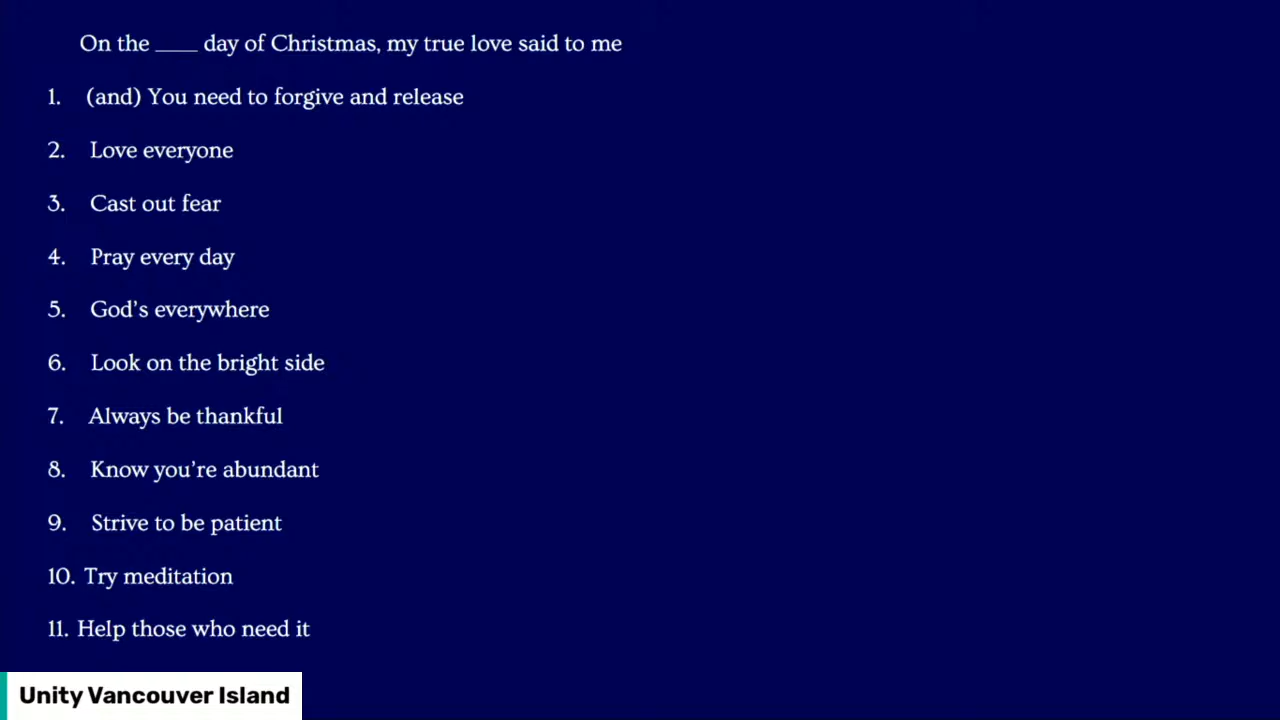 On the ____ day of Christmas, my true love said to me
1. (and) You need to forgive and release
2. Love everyone
3. Cast out fear
4. Pray every day
5. God’s everywhere
6. Look on the bright side
7. Always be thankful
8. Know you’re abundant
9. Strive to be patient
10. Try meditation
11. Help those who need it
Unity Vancouver Island